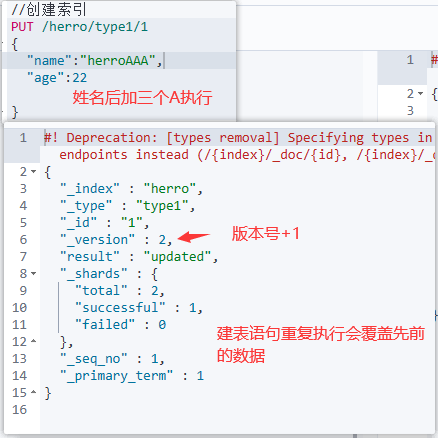 //创建索引
PUT /herro/type1/1
{
"name":"herroAAA",
"age":22
姓名后加三个A执行
}
1
#
2
{
3
1 #! Deprecation: [types removal] Specifying types in
endpoints instead (/{index}/_doc/{id}, /{index}/_d
2 {
3 "_index" : "herro",
4 "_type" : "type1",
5 "_id" : "1",
6 "_version" : 2,
版本号+1
7 "result" : "updated",
8 "_shards" : {
9 "total" : 2,
10 "successful" : 1,
11 "failed" : 0
建表语句重复执行会覆盖先前
的数据
12 },
13 "_seq_no" : 1,
14 "_primary_term" : 1
15 }
16